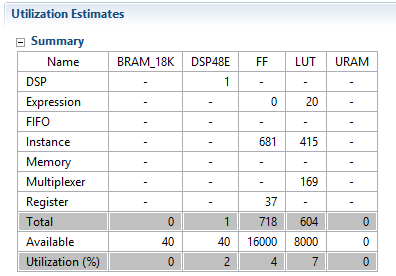 Utilization Estimates
Summary
Name BRAM_18K DSP48E FF LUT URAM
DSP - 1 - - -
Expression - - 0 20 -
FIFO - - - - -
Instance - - 681 415 -
Memory - - - - -
Multiplexer - - - 169 -
Register - - 37 - -
Total 0 1 718 604 0
Available 40 40 16000 8000 0
Utilization (%) 0 2 4 7 0